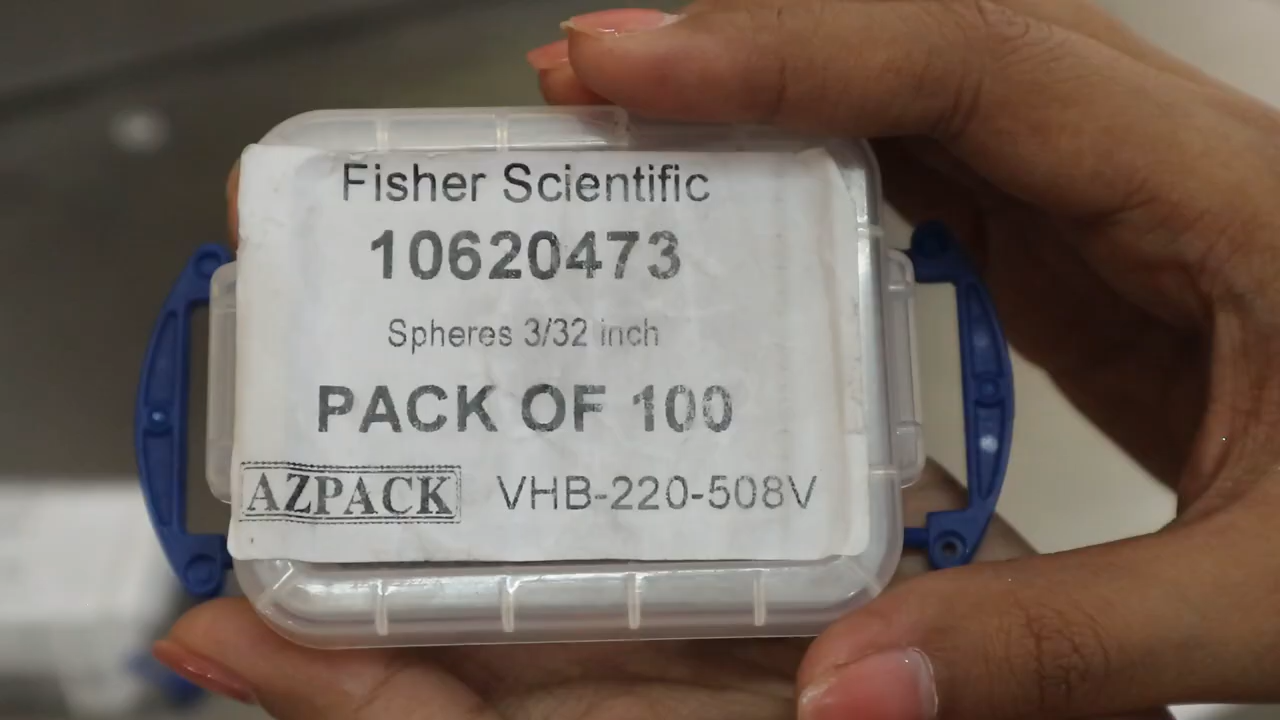 Fisher Scientific
10620473
Spheres 3/32 inch
PACK OF 100
AZPACK VHB-220-508V